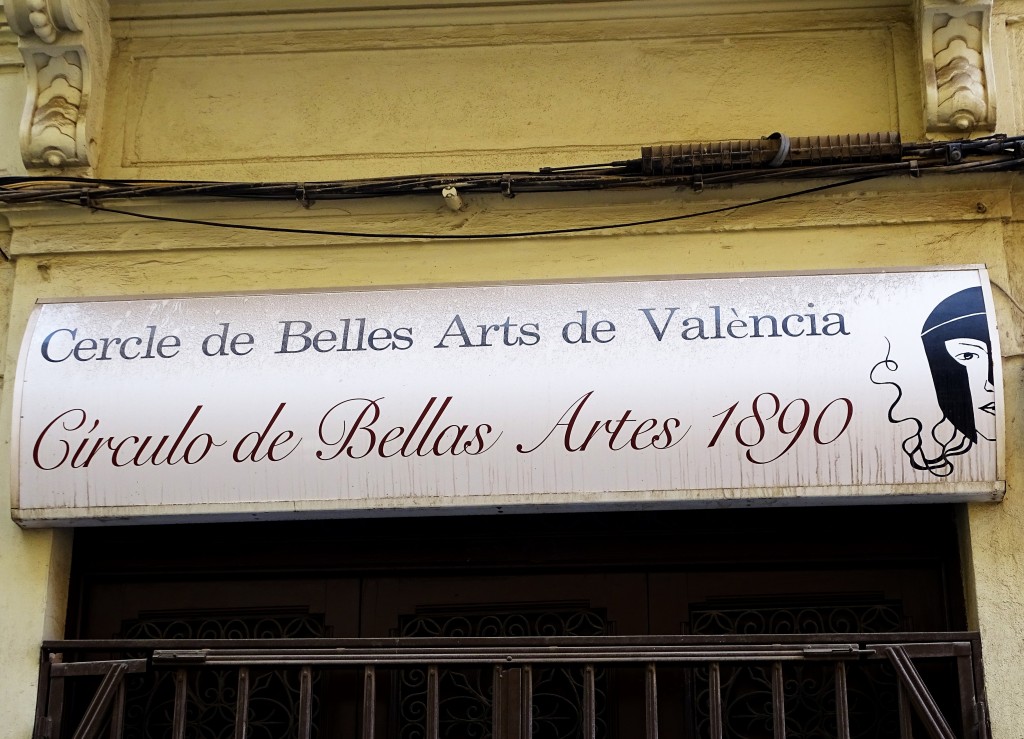 Cercle de Belles Arts de València
Círculo de Bellas Artes 1890